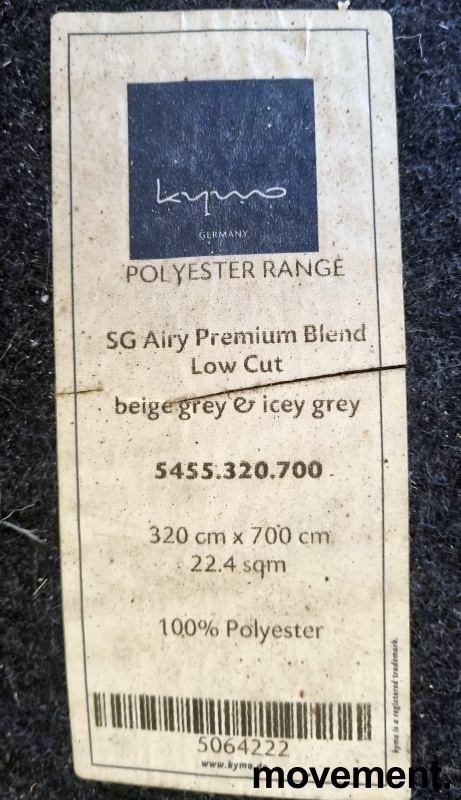 kymo
GERMANY
POLYESTER RANGE
SG Airy Premium Blend
Low Cut
beige grey & icey grey
5455.320.700
320 cm x 700 cm
22.4 sqm
100% Polyester
5064222
www.kymo.de
kymo is a registered trademark.
movement.